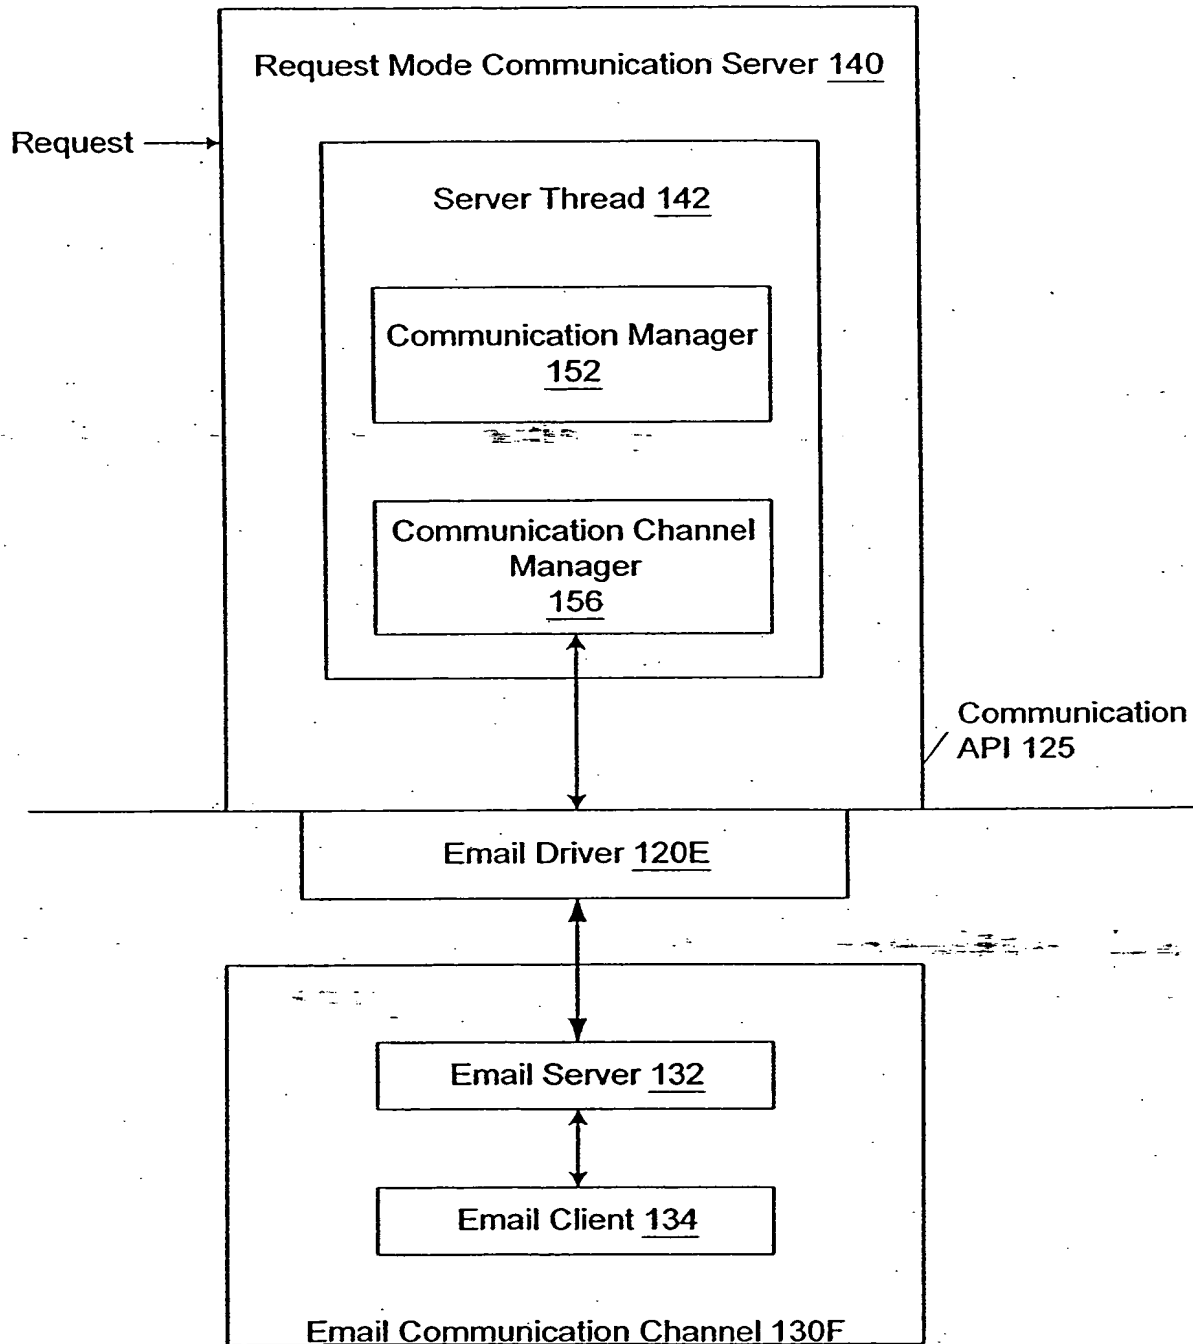 Request Mode Communication Server 140
Request
Server Thread 142
Communication Manager
152
Communication Channel
Manager
156
Communication
API 125
Email Driver 120E
Email Server 132
Email Client 134
Email Communication Channel 130F